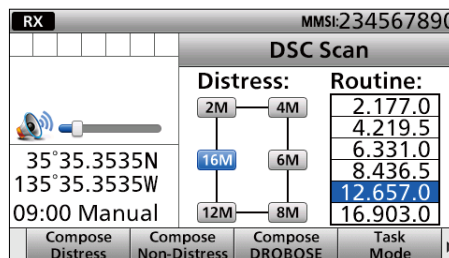 RX
MMSI:234567890
DSC Scan
Distress:
Routine:
2M
4M
16M
6M
12M
8M
2.177.0
4.219.5
6.331.0
8.436.5
12.657.0
16.903.0
35°35.3535N
135°35.3535W
09:00 Manual
Compose
Distress
Compose
Non-Distress
Compose
DROBOSE
Task
Mode